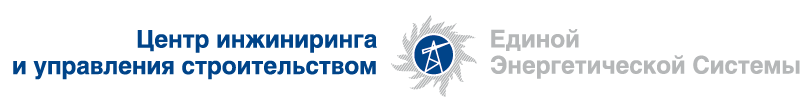 Центр инжиниринга
и управления строительством
Единой
Энергетической Системы